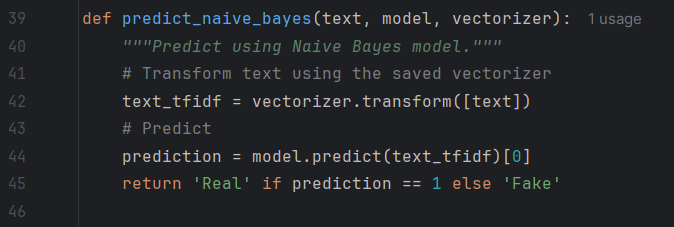 39 def predict_naive_bayes(text, model, vectorizer): 1 usage
40 """Predict using Naive Bayes model."""
41 # Transform text using the saved vectorizer
42 text_tfidf = vectorizer.transform([text])
43 # Predict
44 prediction = model.predict(text_tfidf)[0]
45 return 'Real' if prediction == 1 else 'Fake'
46